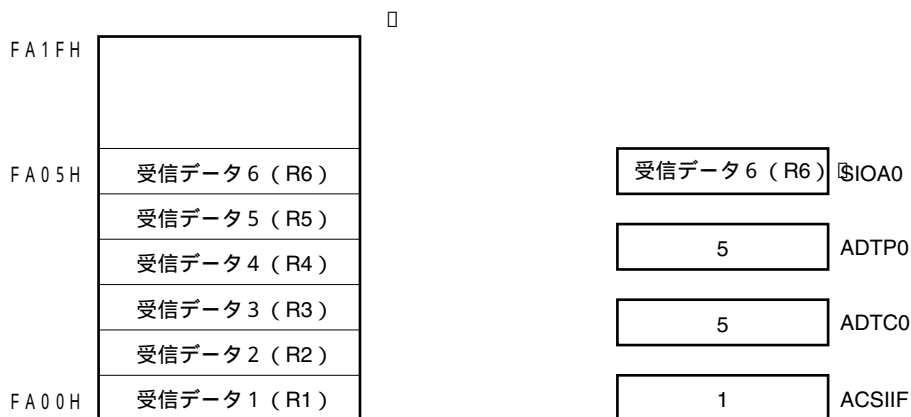 FA1FH
FA05H 受信データ6（R6） 受信データ6（R6） SIOA0
受信データ5（R5）
受信データ4（R4） 5 ADTP0
受信データ3（R3） 5 ADTC0
受信データ2（R2）
FA00H 受信データ1（R1） 1 ACSIIF